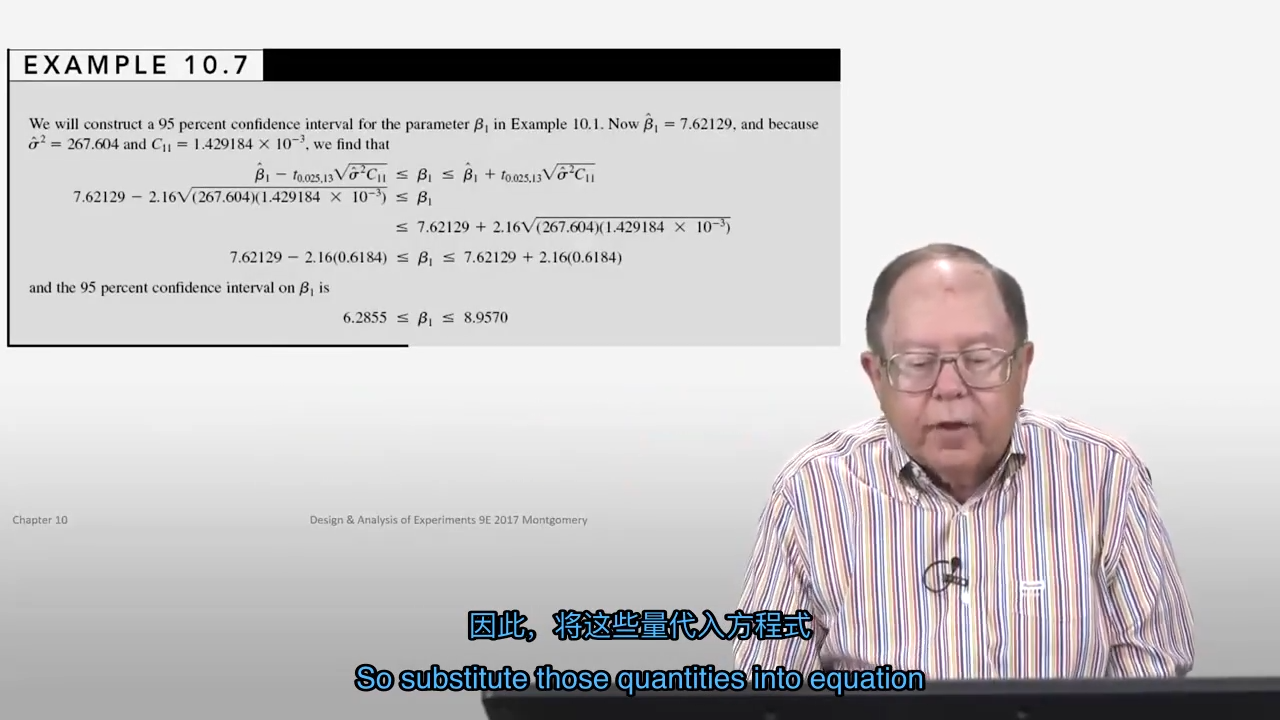 EXAMPLE 10.7
We will construct a 95 percent confidence interval for the parameter β₁ in Example 10.1. Now β̂₁ = 7.62129, and because
σ̂² = 267.604 and C₁₁ = 1.429184 × 10⁻³, we find that
β̂₁ − t₀.₀₂₅,₁₃√(σ̂²C₁₁) ≤ β₁ ≤ β̂₁ + t₀.₀₂₅,₁₃√(σ̂²C₁₁)
7.62129 − 2.16√(267.604)(1.429184 × 10⁻³) ≤ β₁
≤ 7.62129 + 2.16√(267.604)(1.429184 × 10⁻³)
7.62129 − 2.16(0.6184) ≤ β₁ ≤ 7.62129 + 2.16(0.6184)
and the 95 percent confidence interval on β₁ is
6.2855 ≤ β₁ ≤ 8.9570
Chapter 10
Design & Analysis of Experiments 9E 2017 Montgomery
因此，将这些量代入方程式
So substitute those quantities into equation